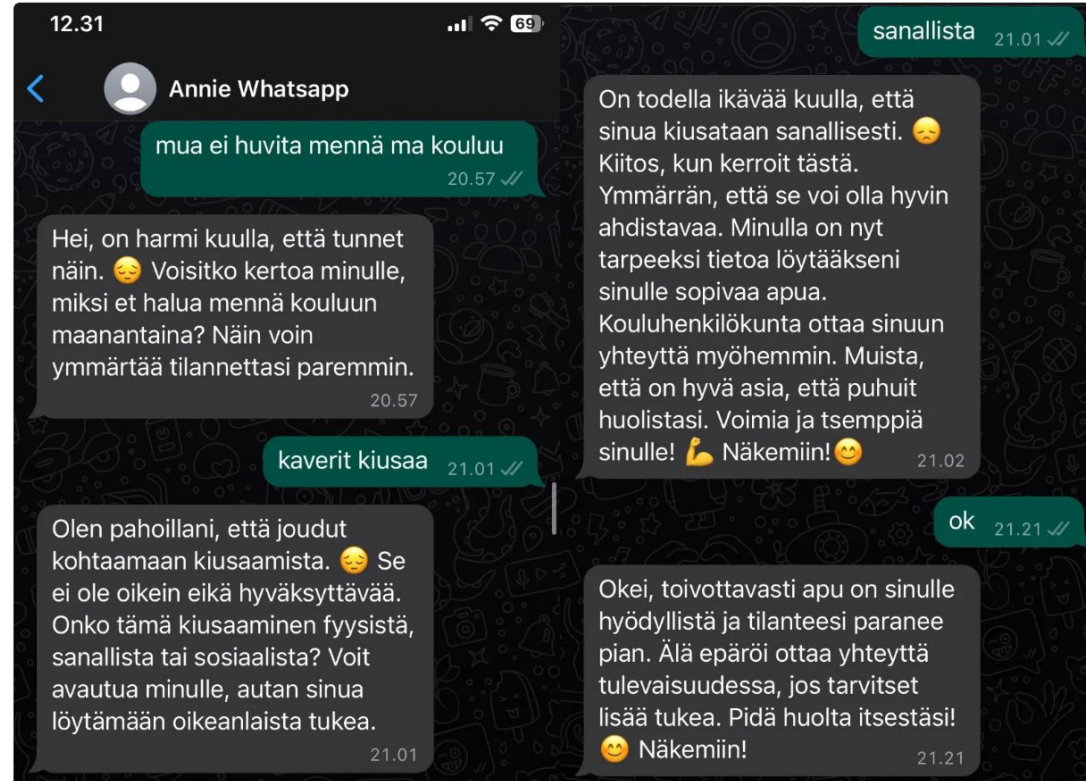 12.31
69
Annie Whatsapp
mua ei huvita mennä ma kouluu
20.57
Hei, on harmi kuulla, että tunnet
näin. 😔 Voisitko kertoa minulle,
miksi et halua mennä kouluun
maanantaina? Näin voin
ymmärtää tilannettasi paremmin.
20.57
kaverit kiusaa 21.01
Olen pahoillani, että joudut
kohtaamaan kiusaamista. 😔 Se
ei ole oikein eikä hyväksyttävää.
Onko tämä kiusaaminen fyysistä,
sanallista tai sosiaalista? Voit
avautua minulle, autan sinua
löytämään oikeanlaista tukea.
21.01
sanallista 21.01
On todella ikävää kuulla, että
sinua kiusataan sanallisesti. 😞
Kiitos, kun kerroit tästä.
Ymmärrän, että se voi olla hyvin
ahdistavaa. Minulla on nyt
tarpeeksi tietoa löytääkseni
sinulle sopivaa apua.
Kouluhenkilökunta ottaa sinuun
yhteyttä myöhemmin. Muista,
että on hyvä asia, että puhuit
huolistasi. Voimia ja tsemppiä
sinulle! 💪 Näkemiin!😊
21.02
ok 21.21
Okei, toivottavasti apu on sinulle
hyödyllistä ja tilanteesi paranee
pian. Älä epäröi ottaa yhteyttä
tulevaisuudessa, jos tarvitset
lisää tukea. Pidä huolta itsestäsi!
😊 Näkemiin!
21.21